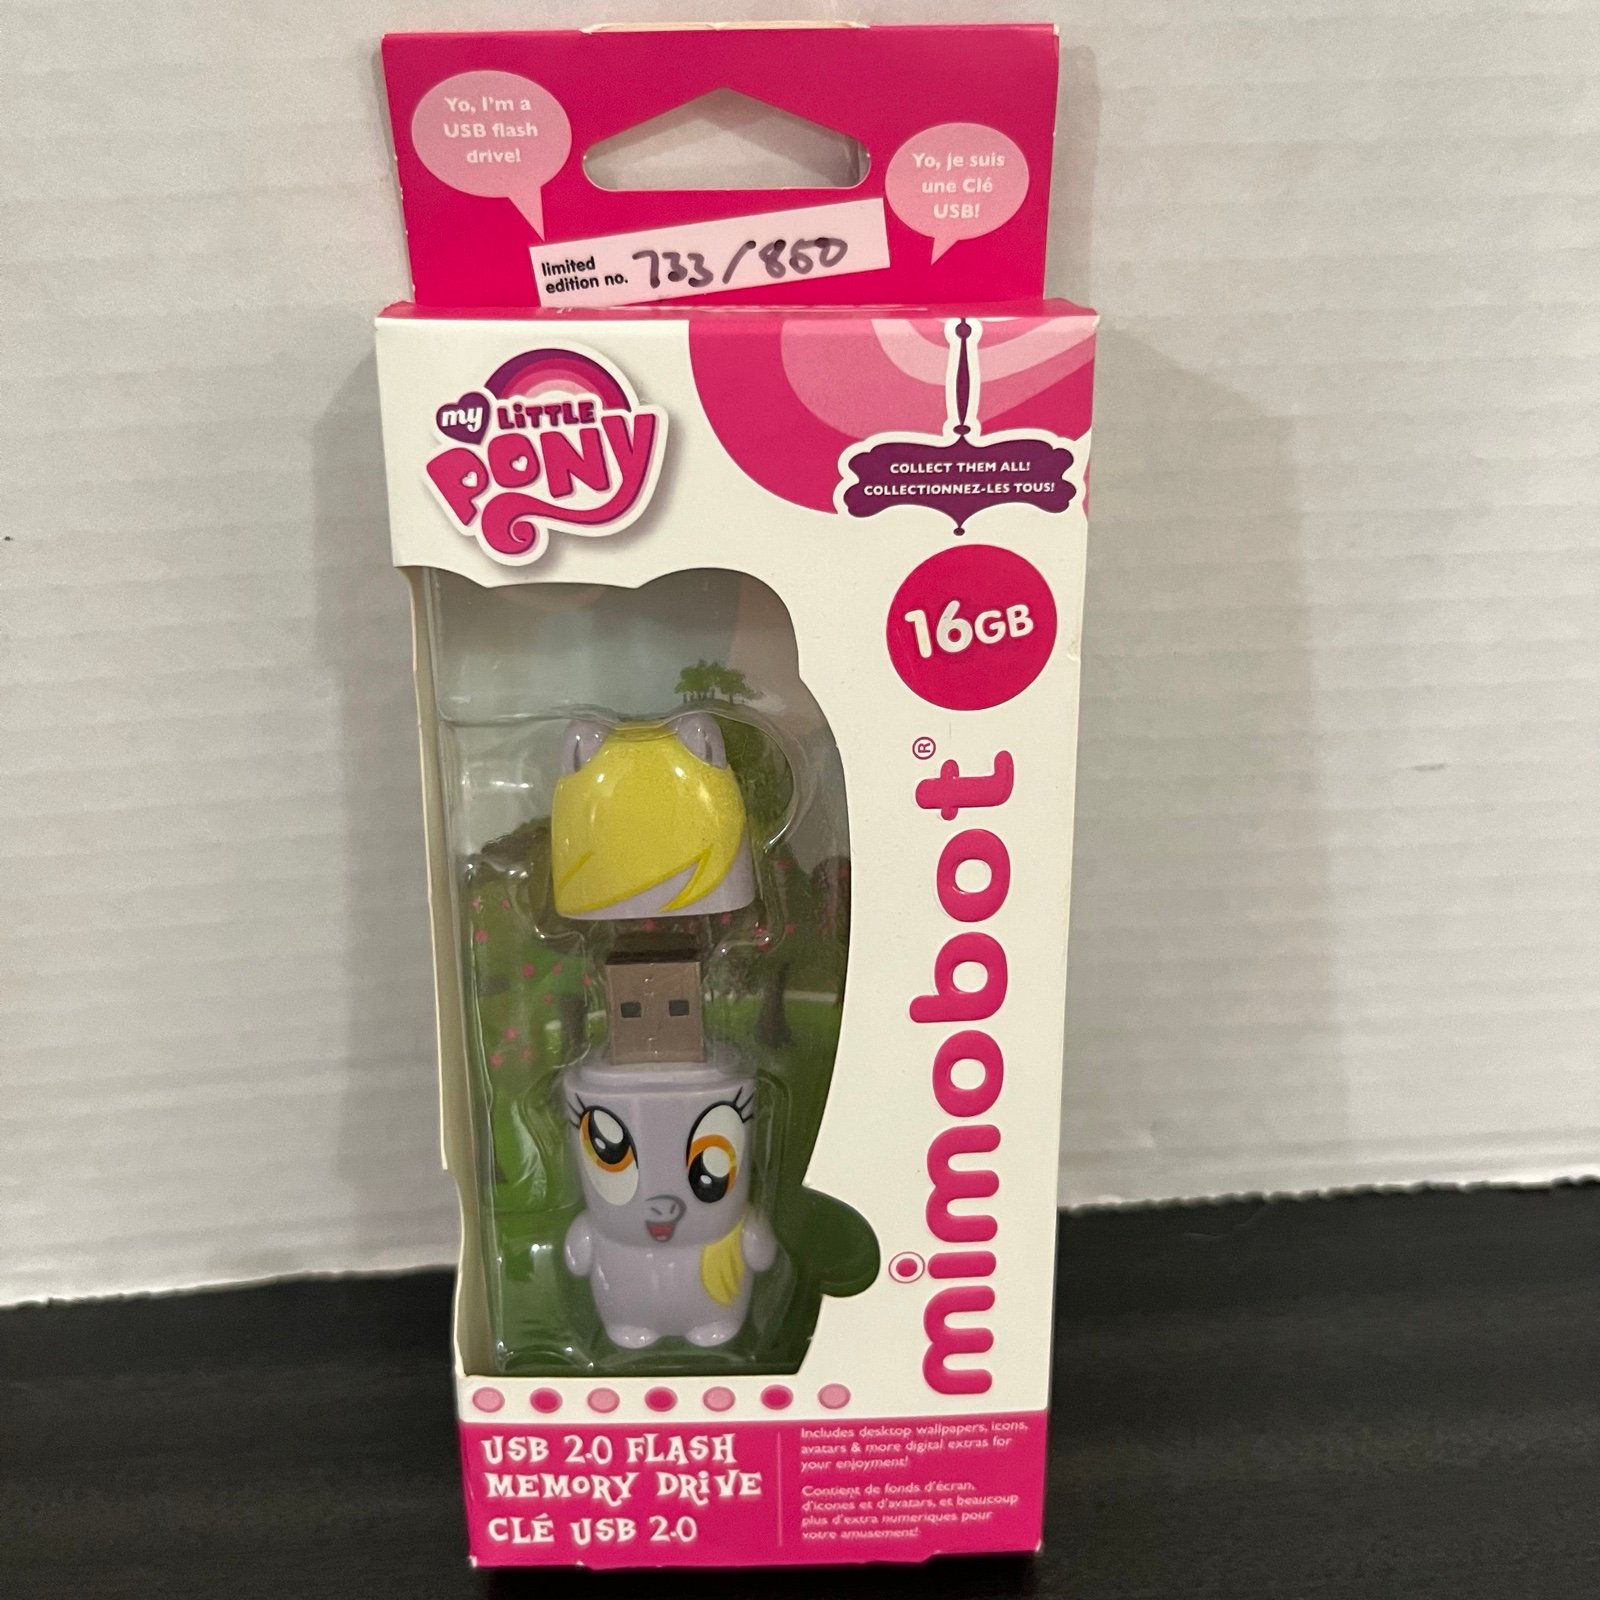 Yo, I'm a
USB flash
drive!
Yo, je suis
une Clé
USB!
limited
edition no. 733/850
my LiTTLE
PONY
COLLECT THEM ALL!
COLLECTIONNEZ-LES TOUS!
16GB
mimobot®
USB 2.0 FLASH
MEMORY DRiVE
CLÉ USB 2.0
Includes desktop wallpapers, icons,
avatars & more digital extras for
your enjoyment!
Contient de fonds d'écran,
d'icones et d'avatars, et beaucoup
plus d'extra numeriques pour
votre amusement!